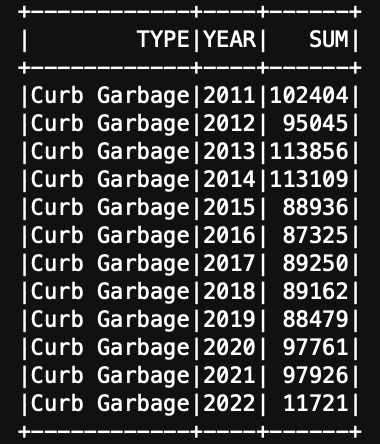 +------------+----+------+
|        TYPE|YEAR|   SUM|
+------------+----+------+
|Curb Garbage|2011|102404|
|Curb Garbage|2012| 95045|
|Curb Garbage|2013|113856|
|Curb Garbage|2014|113109|
|Curb Garbage|2015| 88936|
|Curb Garbage|2016| 87325|
|Curb Garbage|2017| 89250|
|Curb Garbage|2018| 89162|
|Curb Garbage|2019| 88479|
|Curb Garbage|2020| 97761|
|Curb Garbage|2021| 97926|
|Curb Garbage|2022| 11721|
+------------+----+------+